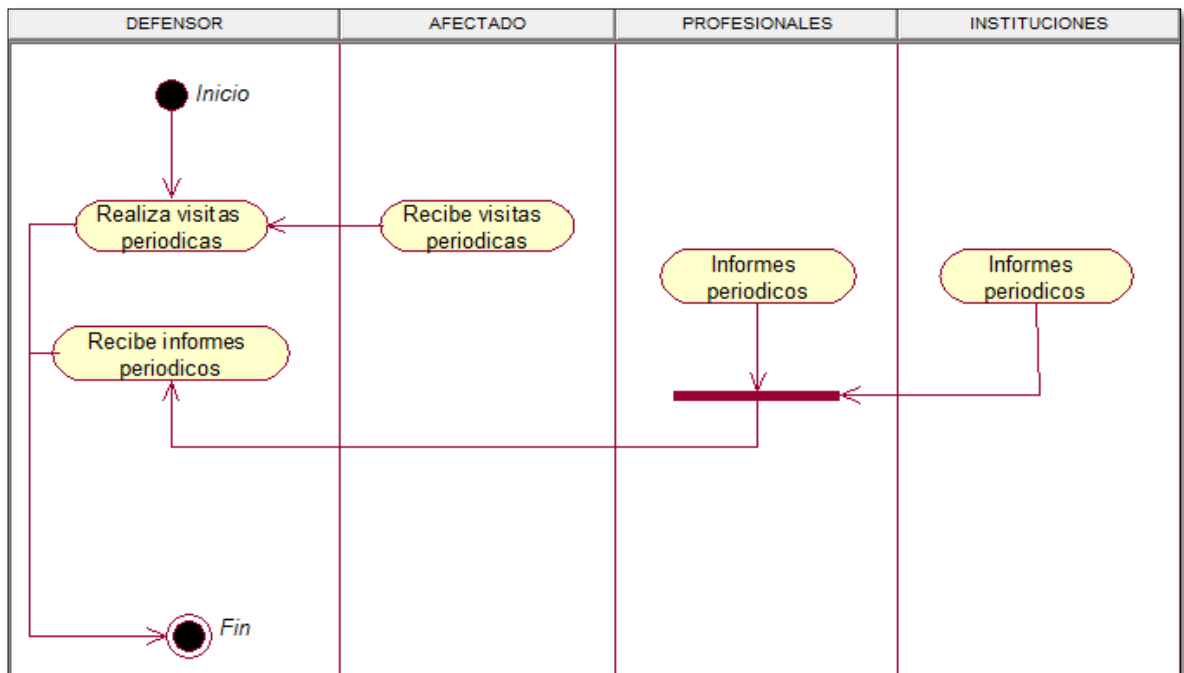 DEFENSOR
AFECTADO
PROFESIONALES
INSTITUCIONES
Inicio
Realiza visitas
periodicas
Recibe visitas
periodicas
Informes
periodicos
Informes
periodicos
Recibe informes
periodicos
Fin